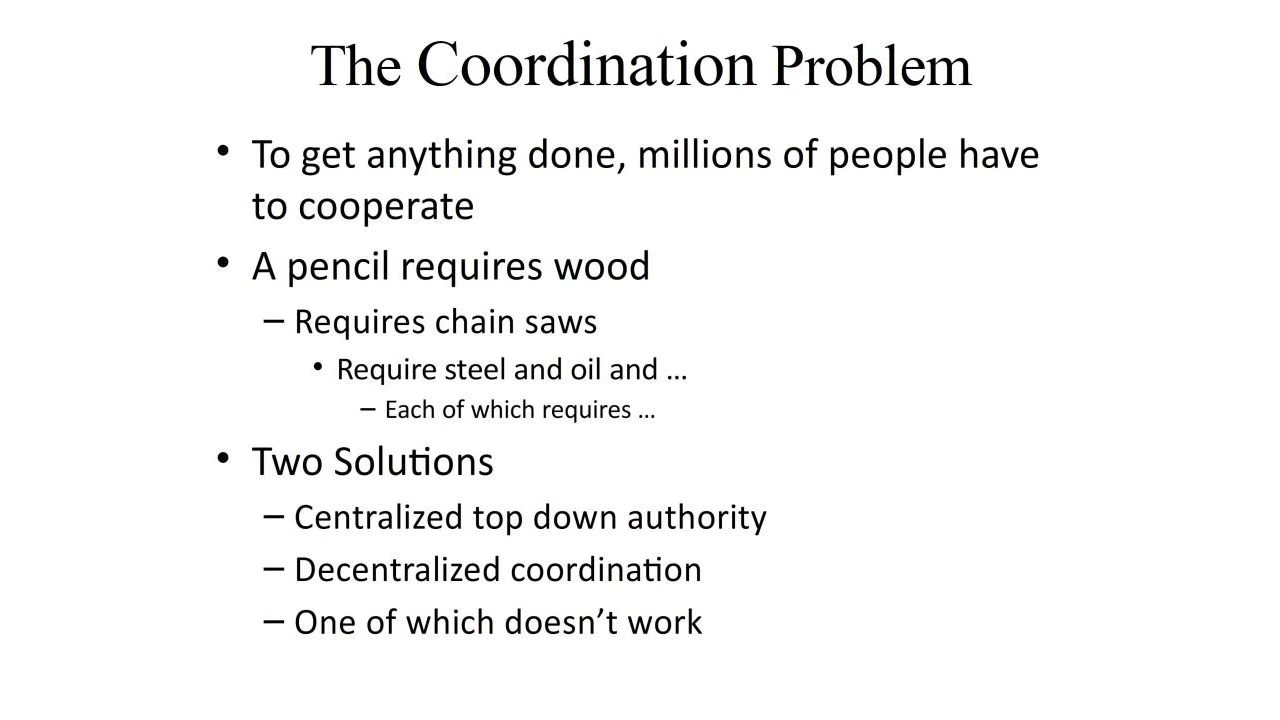 The Coordination Problem
• To get anything done, millions of people have
to cooperate
• A pencil requires wood
– Requires chain saws
• Require steel and oil and …
– Each of which requires …
• Two Solutions
– Centralized top down authority
– Decentralized coordination
– One of which doesn’t work